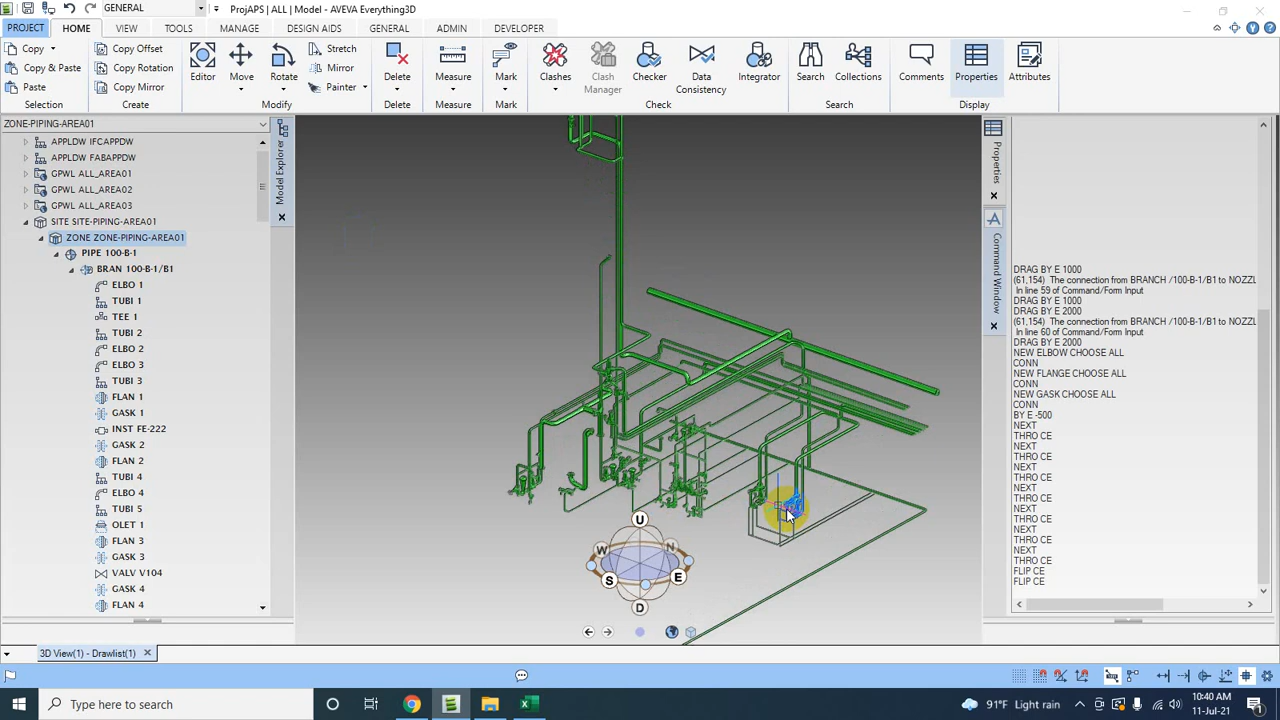 GENERAL
ProjAPS | ALL | Model - AVEVA Everything3D
PROJECT HOME VIEW TOOLS DESIGN AIDS GENERAL ADMIN DEVELOPER
Copy
Copy & Paste
Paste
Selection
Copy Offset
Copy Rotation
Copy Mirror
Create
Editor
Move
Rotate
Stretch
Mirror
Painter
Modify
Delete
Delete
Measure
Measure
Mark
Mark
Clashes
Clash Manager
Checker
Data Consistency
Integrator
Check
Search
Collections
Search
Comments
Properties
Attributes
Display
ZONE-PIPING-AREA01
APPLDW IFCAPPDW
APPLDW FABAPPDW
GPWL ALL_AREA01
GPWL ALL_AREA02
GPWL ALL_AREA03
SITE SITE-PIPING-AREA01
ZONE ZONE-PIPING-AREA01
PIPE 100-B-1
BRAN 100-B-1/B1
ELBO 1
TUBI 1
TEE 1
TUBI 2
ELBO 2
ELBO 3
TUBI 3
FLAN 1
GASK 1
INST FE-222
GASK 2
FLAN 2
TUBI 4
ELBO 4
TUBI 5
OLET 1
FLAN 3
GASK 3
VALV V104
GASK 4
FLAN 4
Model Explorer
U
W
N
S
E
D
Properties
Command Window
DRAG BY E 1000
(61,154) The connection from BRANCH /100-B-1/B1 to NOZZL
In line 59 of Command/Form Input
DRAG BY E 1000
DRAG BY E 2000
(61,154) The connection from BRANCH /100-B-1/B1 to NOZZL
In line 60 of Command/Form Input
DRAG BY E 2000
NEW ELBOW CHOOSE ALL
CONN
NEW FLANGE CHOOSE ALL
CONN
NEW GASK CHOOSE ALL
CONN
BY E -500
NEXT
THRO CE
NEXT
THRO CE
NEXT
THRO CE
NEXT
THRO CE
NEXT
THRO CE
NEXT
THRO CE
NEXT
THRO CE
FLIP CE
FLIP CE
3D View(1) - Drawlist(1)
Type here to search
91°F Light rain
10:40 AM
11-Jul-21